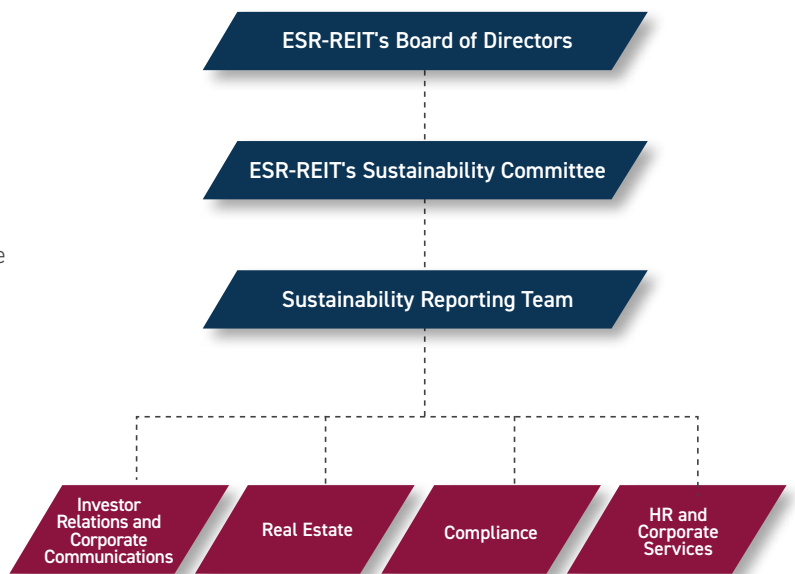 ESR-REIT's Board of Directors
ESR-REIT's Sustainability Committee
e
Sustainability Reporting Team
Investor
Relations and
Corporate
Communications
Real Estate
Compliance
HR and
Corporate
Services